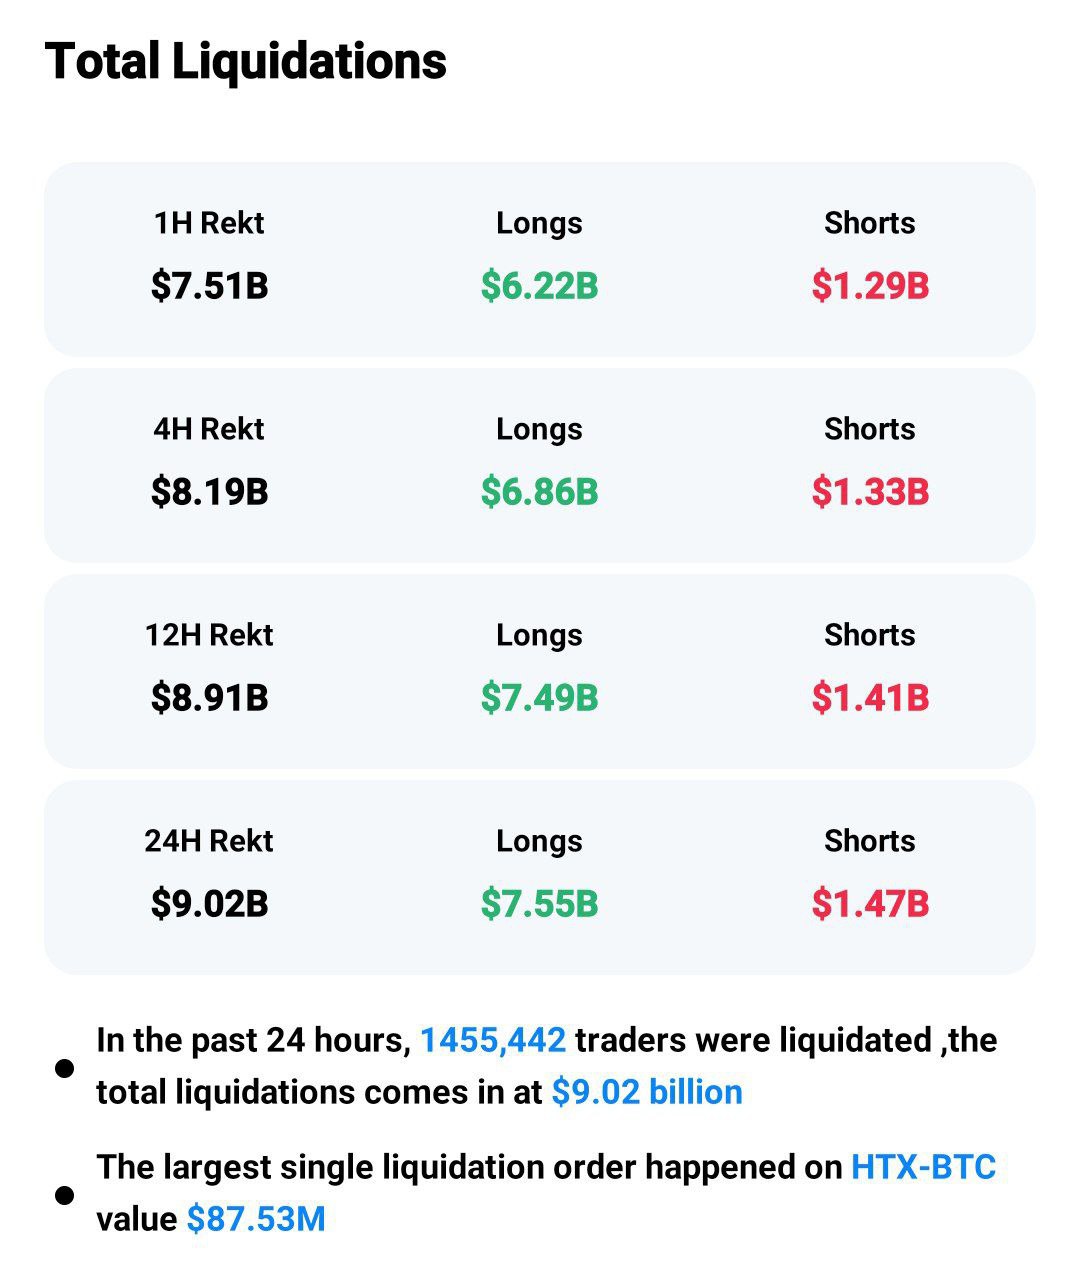 Total Liquidations
1H Rekt Longs Shorts
$7.51B $6.22B $1.29B
4H Rekt Longs Shorts
$8.19B $6.86B $1.33B
12H Rekt Longs Shorts
$8.91B $7.49B $1.41B
24H Rekt Longs Shorts
$9.02B $7.55B $1.47B
In the past 24 hours, 1455,442 traders were liquidated ,the
total liquidations comes in at $9.02 billion
The largest single liquidation order happened on HTX-BTC
value $87.53M